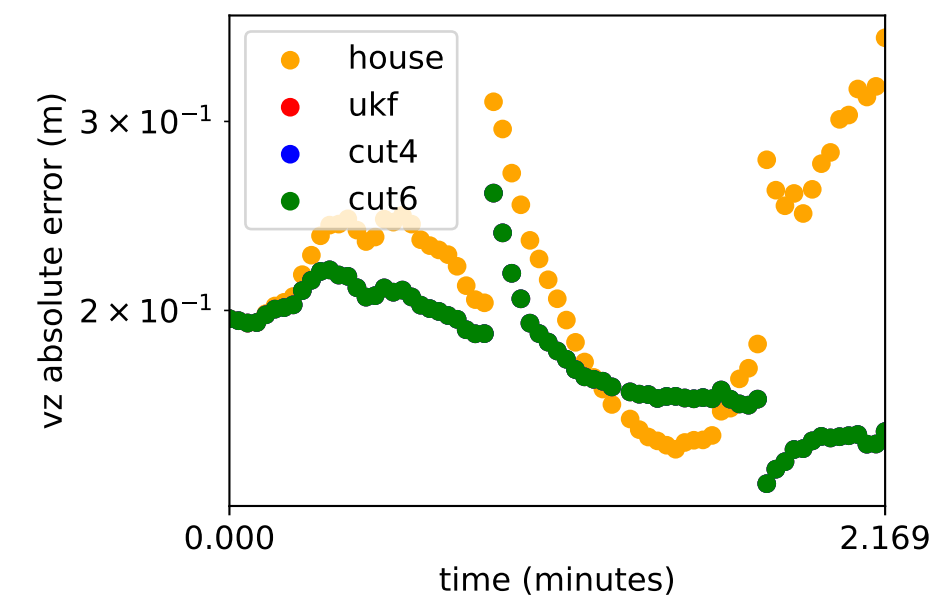 vz absolute error (m)
3 × 10⁻¹
2 × 10⁻¹
house
ukf
cut4
cut6
0.000
2.169
time (minutes)